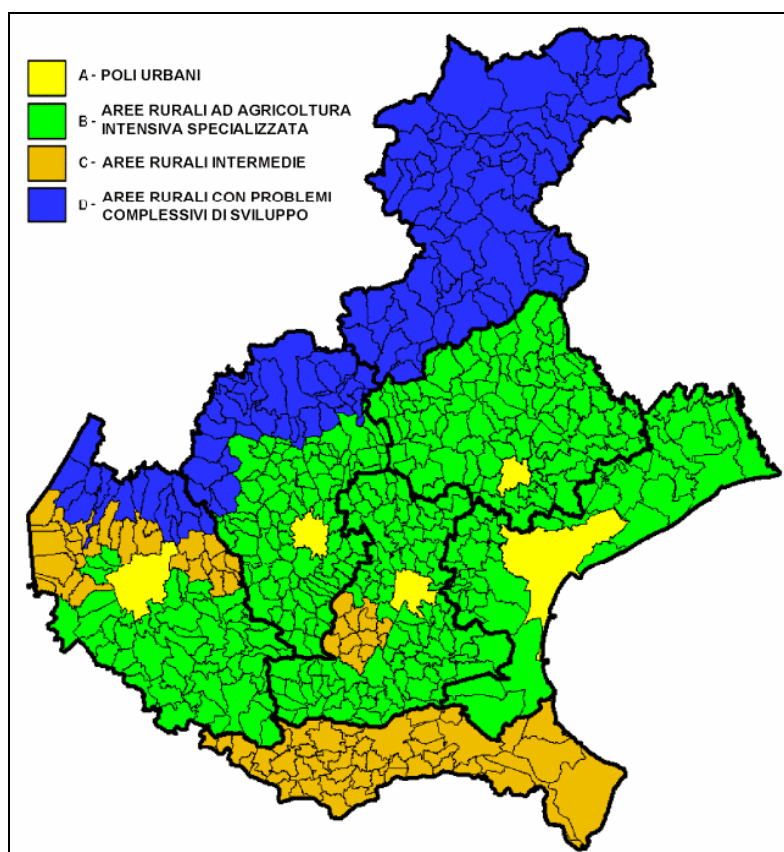 A - POLI URBANI
B - AREE RURALI AD AGRICOLTURA
INTENSIVA SPECIALIZZATA
C - AREE RURALI INTERMEDIE
D - AREE RURALI CON PROBLEMI
COMPLESSIVI DI SVILUPPO